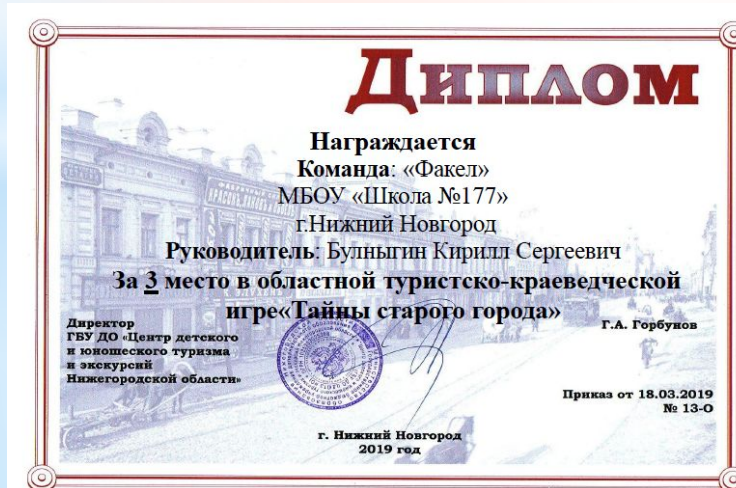 Диплом
Награждается
Команда: «Факел»
МБОУ «Школа №177»
г.Нижний Новгород
Руководитель: Булныгин Кирилл Сергеевич
За 3 место в областной туристско-краеведческой
игре«Тайны старого города»
Директор
ГБУ ДО «Центр детского
и юношеского туризма
и экскурсий
Нижегородской области»
Г.А. Горбунов
Приказ от 18.03.2019
№ 13-О
г. Нижний Новгород
2019 год